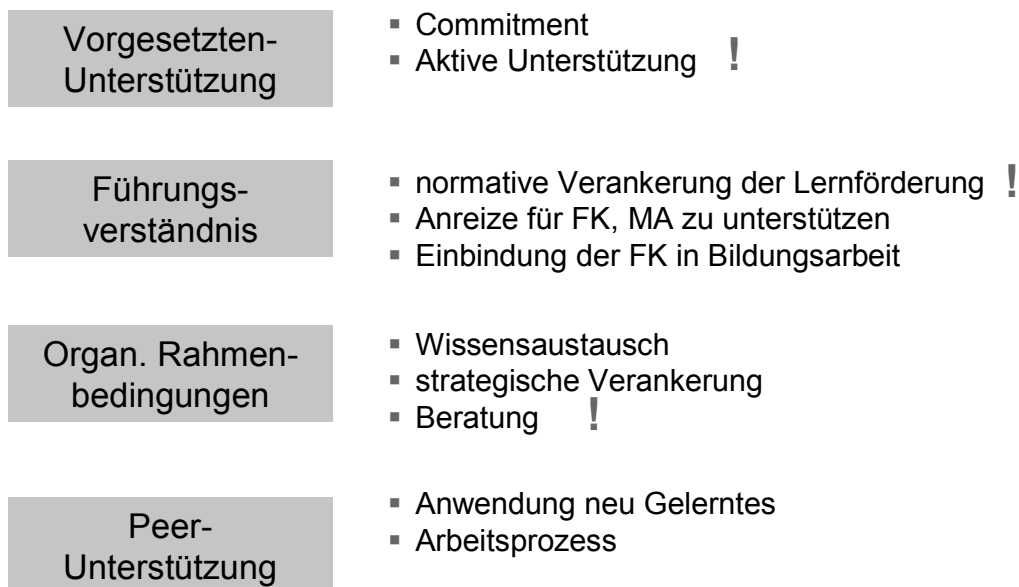 Vorgesetzten-
Unterstützung
▪ Commitment
▪ Aktive Unterstützung !
Führungs-
verständnis
▪ normative Verankerung der Lernförderung !
▪ Anreize für FK, MA zu unterstützen
▪ Einbindung der FK in Bildungsarbeit
Organ. Rahmen-
bedingungen
▪ Wissensaustausch
▪ strategische Verankerung
▪ Beratung !
Peer-
Unterstützung
▪ Anwendung neu Gelerntes
▪ Arbeitsprozess